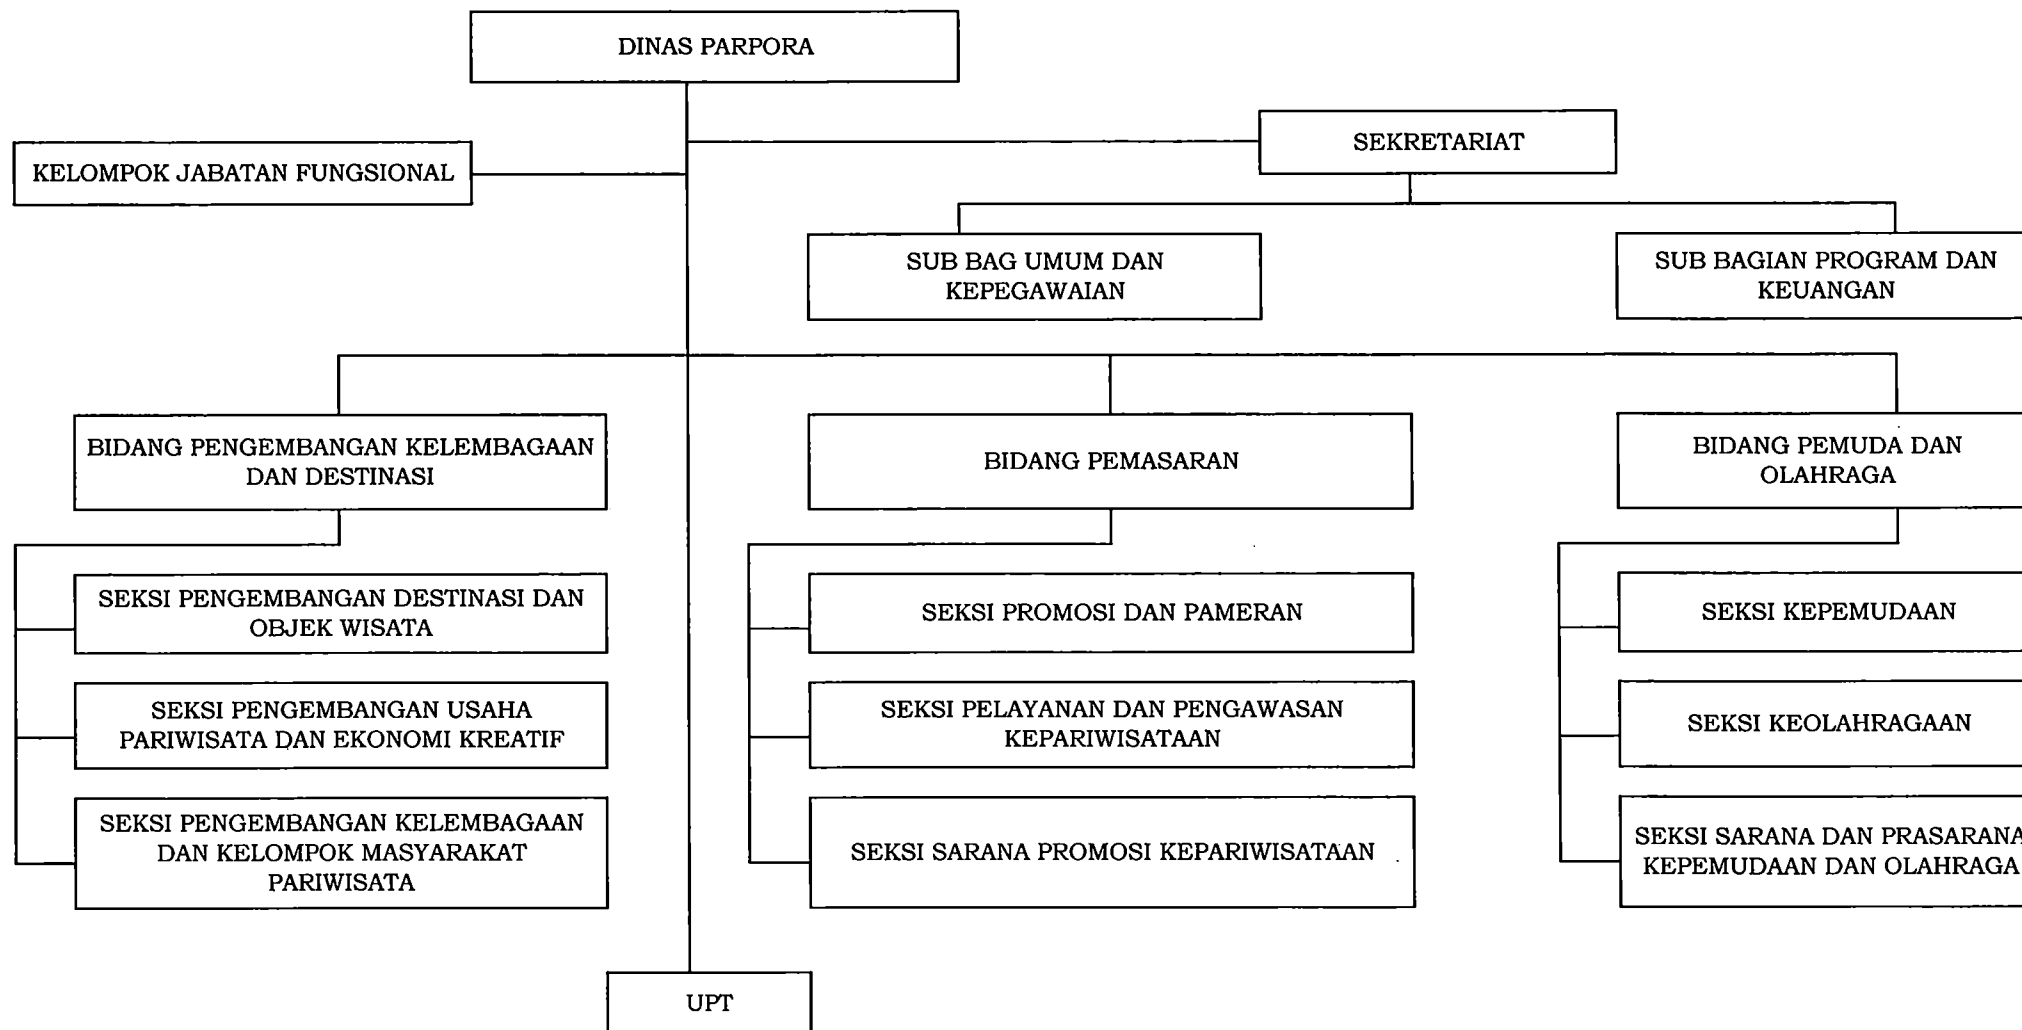 DINAS PARPORA
SEKRETARIAT
KELOMPOK JABATAN FUNGSIONAL
SUB BAG UMUM DAN
KEPEGAWAIAN
SUB BAGIAN PROGRAM DAN
KEUANGAN
BIDANG PENGEMBANGAN KELEMBAGAAN
DAN DESTINASI
BIDANG PEMASARAN
BIDANG PEMUDA DAN
OLAHRAGA
SEKSI PENGEMBANGAN DESTINASI DAN
OBJEK WISATA
SEKSI PROMOSI DAN PAMERAN
SEKSI KEPEMUDAAN
SEKSI PENGEMBANGAN USAHA
PARIWISATA DAN EKONOMI KREATIF
SEKSI PELAYANAN DAN PENGAWASAN
KEPARIWISATAAN
SEKSI KEOLAHRAGAAN
SEKSI PENGEMBANGAN KELEMBAGAAN
DAN KELOMPOK MASYARAKAT
PARIWISATA
SEKSI SARANA PROMOSI KEPARIWISATAAN
SEKSI SARANA DAN PRASARANA
KEPEMUDAAN DAN OLAHRAGA
UPT